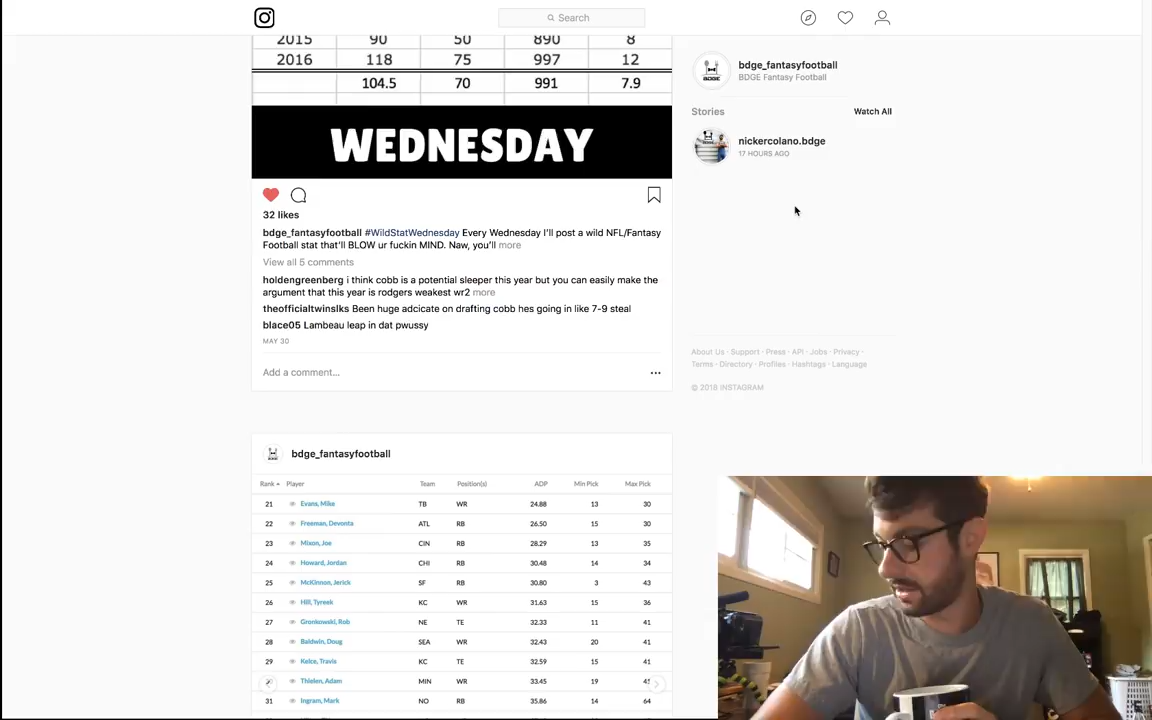 Search
2015 90 50 890 8
2016 118 75 997 12
104.5 70 991 7.9
WEDNESDAY
32 likes
bdge_fantasyfootball #WildStatWednesday Every Wednesday I'll post a wild NFL/Fantasy
Football stat that'll BLOW ur fuckin MIND. Naw, you'll more
View all 5 comments
holdengreenberg i think cobb is a potential sleeper this year but you can easily make the
argument that this year is rodgers weakest wr2 more
theofficialtwinslks Been huge adcicate on drafting cobb hes going in like 7-9 steal
blace05 Lambeau leap in dat pwussy
MAY 30
Add a comment...
bdge_fantasyfootball
Rank Player Team Position(s) ADP Min Pick Max Pick
21 Evans, Mike TB WR 24.88 13 30
22 Freeman, Devonta ATL RB 26.50 15 30
23 Mixon, Joe CIN RB 28.29 13 35
24 Howard, Jordan CHI RB 30.48 14 34
25 McKinnon, Jerick SF RB 30.80 3 43
26 Hill, Tyreek KC WR 31.63 15 36
27 Gronkowski, Rob NE TE 32.33 11 41
28 Baldwin, Doug SEA WR 32.43 20 41
29 Kelce, Travis KC TE 32.59 15 41
Thielen, Adam MIN WR 33.45 19
31 Ingram, Mark NO RB 35.86 14 64
bdge_fantasyfootball
BDGE Fantasy Football
Stories Watch All
nickercolano.bdge
17 HOURS AGO
About Us · Support · Press · API · Jobs · Privacy ·
Terms · Directory · Profiles · Hashtags · Language
© 2018 INSTAGRAM
BDGE